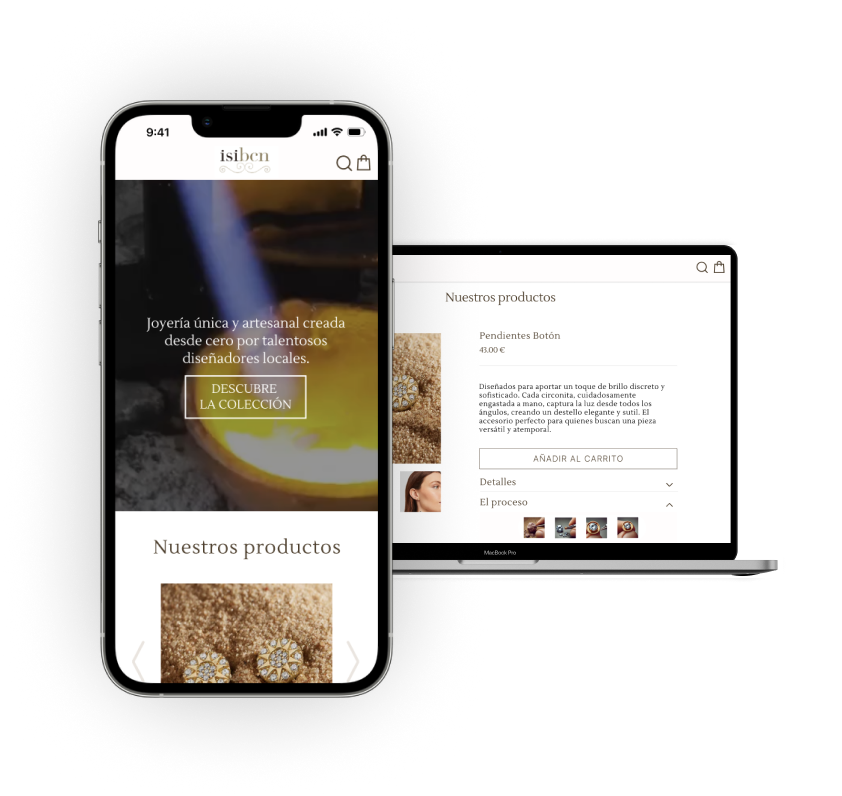 9:41
isibcn
Joyería única y artesanal creada
desde cero por talentosos
diseñadores locales.
DESCUBRE
LA COLECCIÓN
Nuestros productos
Nuestros productos
Pendientes Botón
43.00 €
Diseñados para aportar un toque de brillo discreto y
sofisticado. Cada circonita, cuidadosamente
engastada a mano, captura la luz desde todos los
ángulos, creando un destello elegante y sutil. El
accesorio perfecto para quienes buscan una pieza
versátil y atemporal.
AÑADIR AL CARRITO
Detalles
El proceso
MacBook Pro